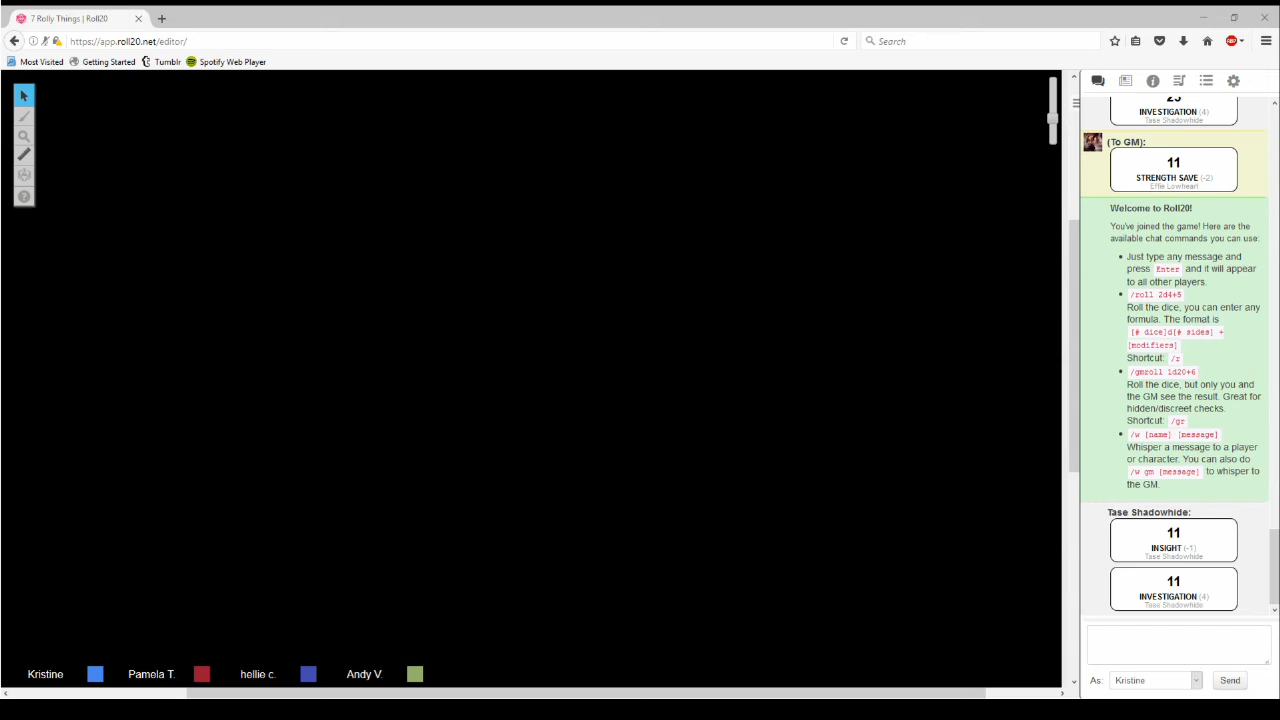 7 Rolly Things | Roll20
https://app.roll20.net/editor/
Search
Most Visited
Getting Started
Tumblr
Spotify Web Player
INVESTIGATION (4)
Tase Shadowhide
(To GM):
11
STRENGTH SAVE (-2)
Effie Lowheart
Welcome to Roll20!
You've joined the game! Here are the
available chat commands you can use:
Just type any message and
press Enter and it will appear
to all other players.
/roll 2d4+5
Roll the dice, you can enter any
formula. The format is
[# dice]d[# sides] +
[modifiers]
Shortcut: /r
/gmroll 1d20+6
Roll the dice, but only you and
the GM see the result. Great for
hidden/discreet checks.
Shortcut: /gr
/w [name] [message]
Whisper a message to a player
or character. You can also do
/w gm [message] to whisper to
the GM.
Tase Shadowhide:
11
INSIGHT (-1)
Tase Shadowhide
11
INVESTIGATION (4)
Tase Shadowhide
As: Kristine Send
Kristine Pamela T. hellie c. Andy V.